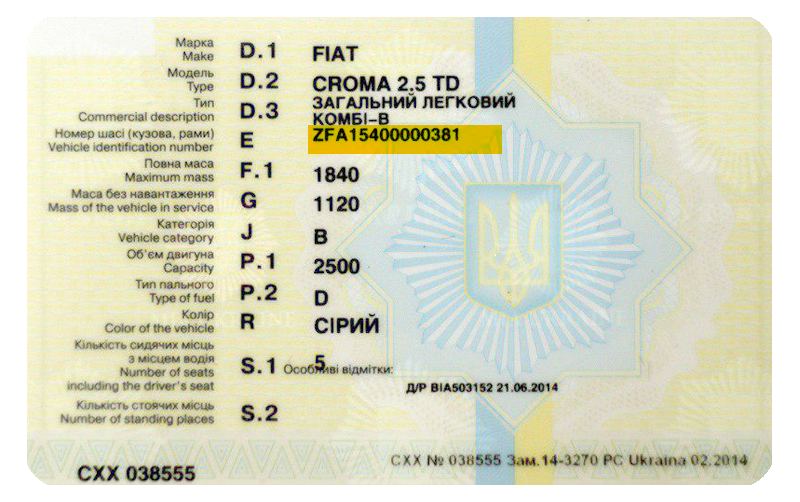 Марка
Make D.1 FIAT
Модель
Type D.2 CROMA 2.5 TD
Тип
Commercial description D.3 ЗАГАЛЬНИЙ ЛЕГКОВИЙ
КОМБІ–В
Номер шасі (кузова, рами)
Vehicle identification number E ZFA15400000381
Повна маса
Maximum mass F.1 1840
Маса без навантаження
Mass of the vehicle in service G 1120
Категорія
Vehicle category J B
Об'єм двигуна
Capacity P.1 2500
Тип пального
Type of fuel P.2 D
Колір
Color of the vehicle R СІРИЙ
Кількість сидячих місць
з місцем водія
Number of seats
including the driver's seat S.1 5
Особливі відмітки:
Д/Р ВІА503152 21.06.2014
Кількість стоячих місць
Number of standing places S.2
СХХ 038555
СХХ № 038555 Зам.14-3270 РС Ukraina 02.2014